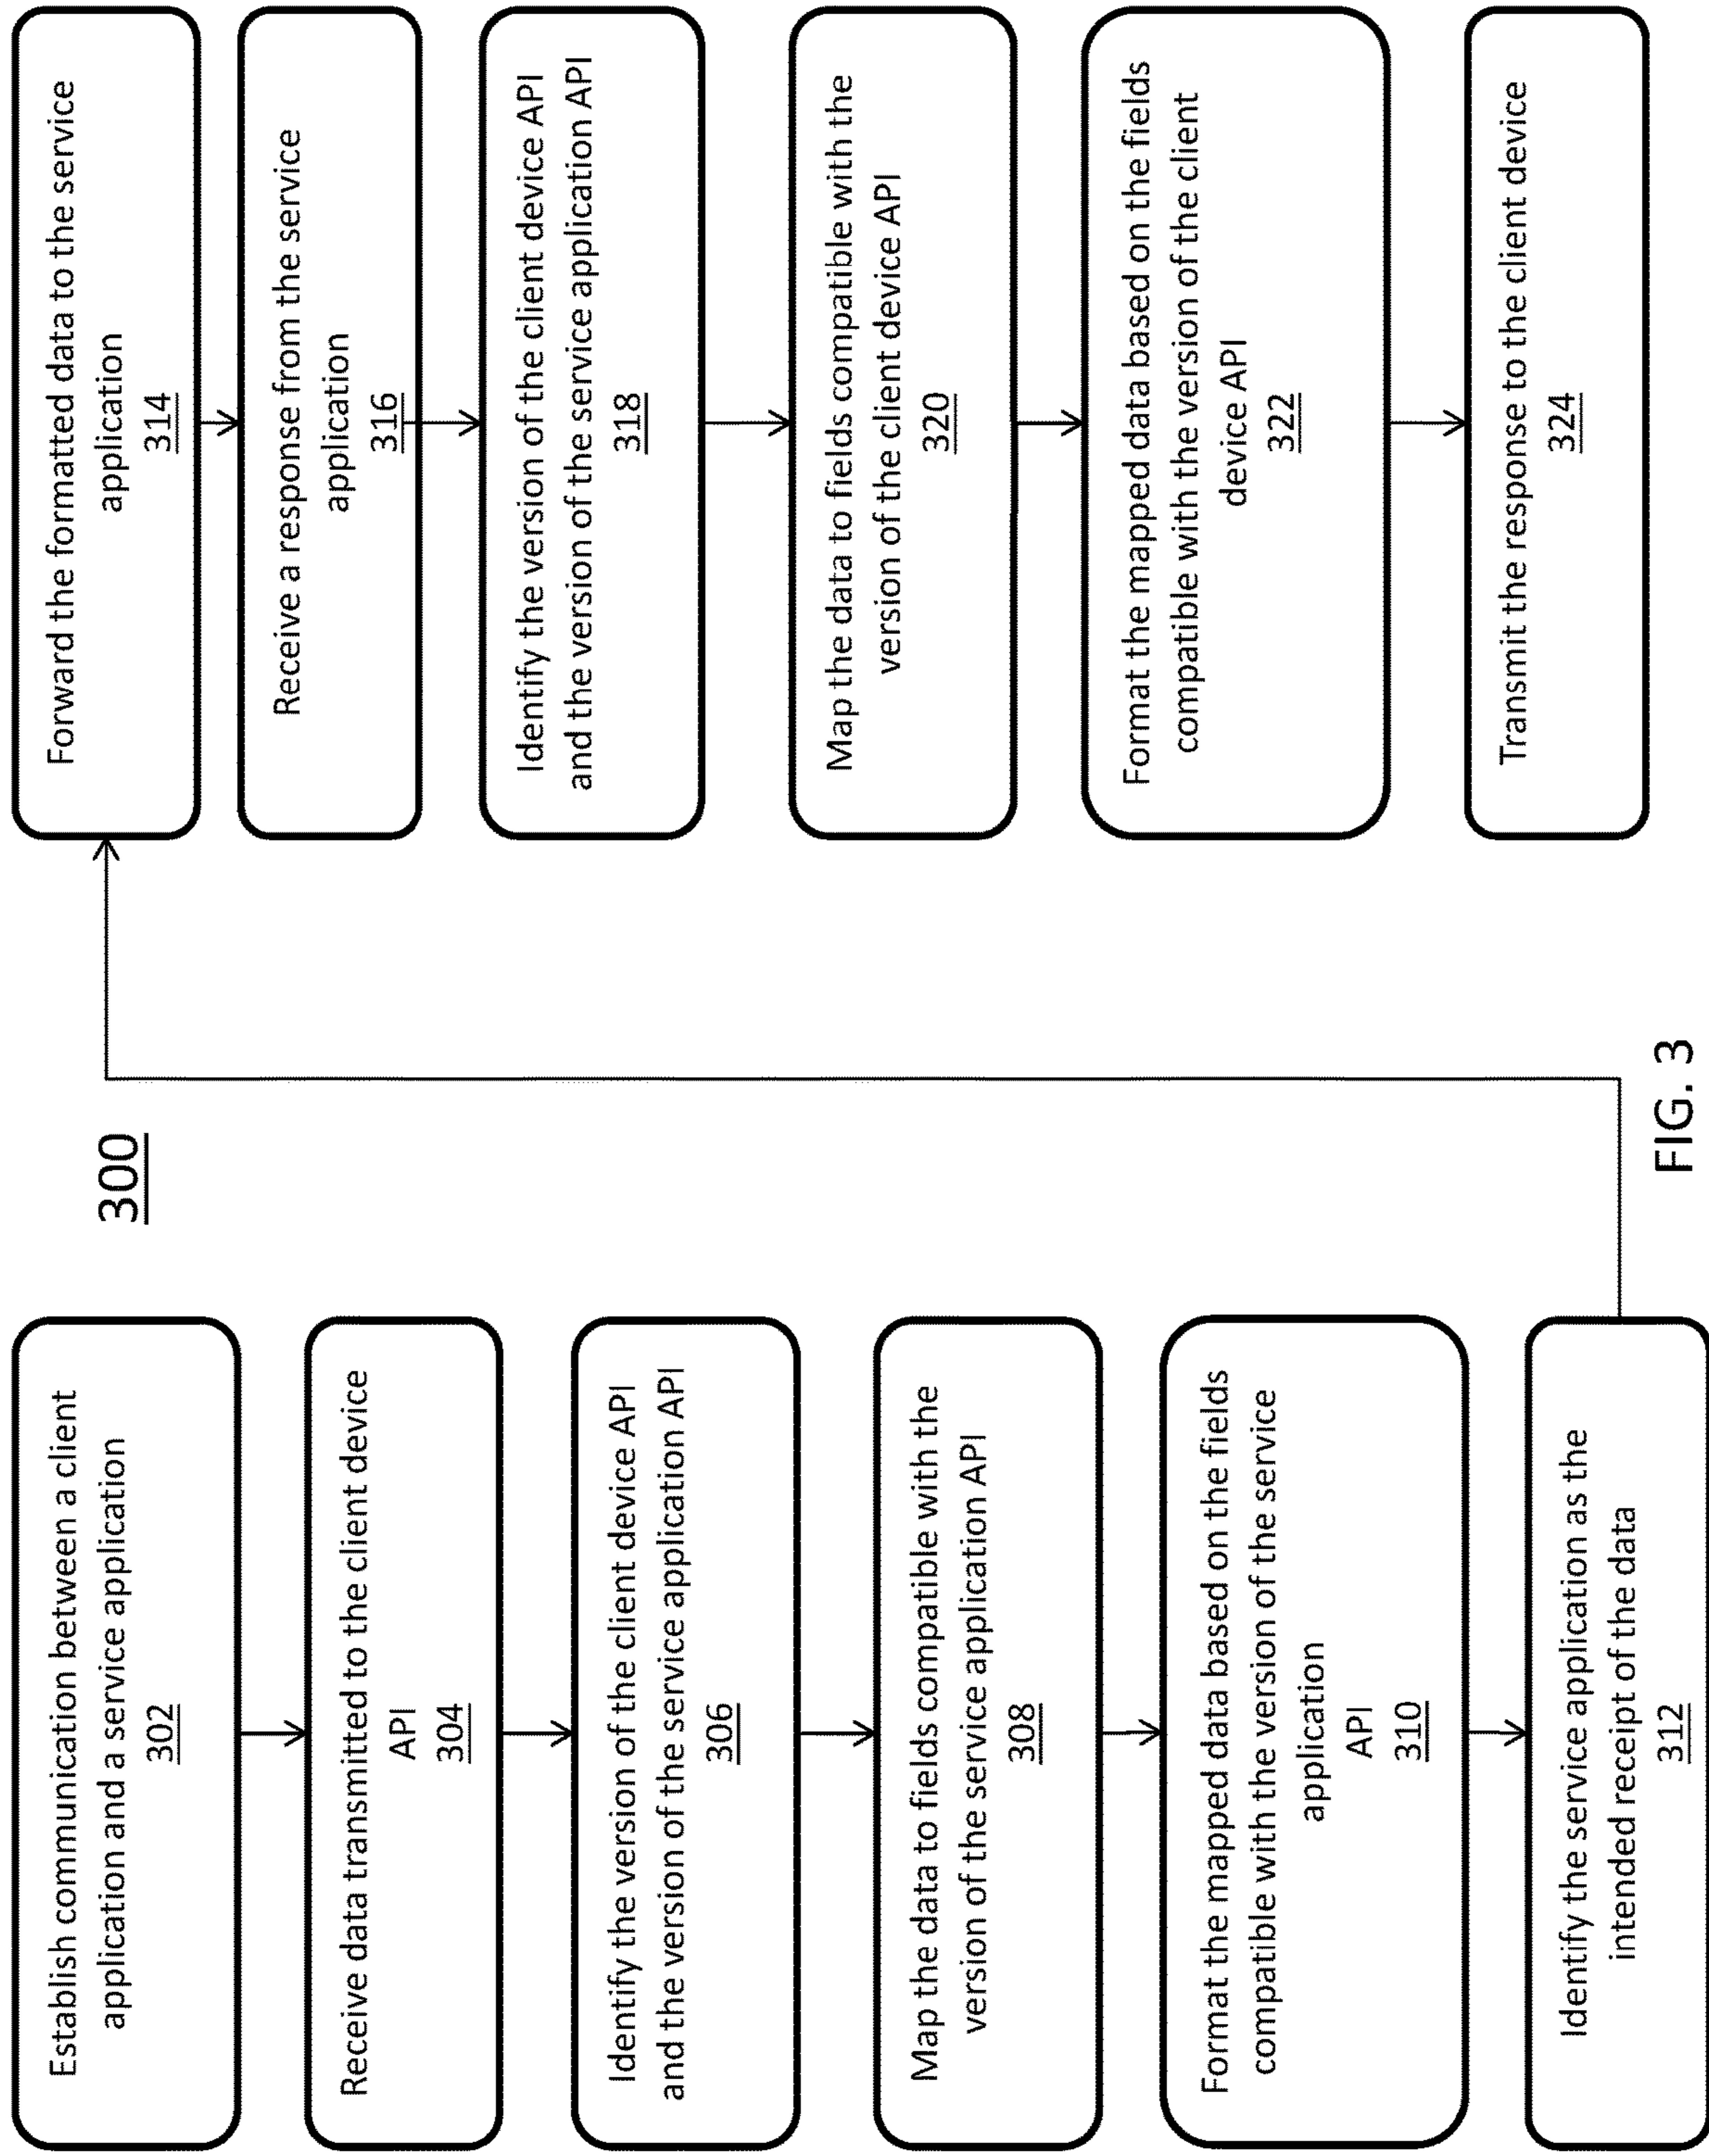 300
Establish communication between a client
application and a service application
302
Receive data transmitted to the client device
API
304
Identify the version of the client device API
and the version of the service application API
306
Map the data to fields compatible with the
version of the service application API
308
Format the mapped data based on the fields
compatible with the version of the service
application
API
310
Identify the service application as the
intended receipt of the data
312
Forward the formatted data to the service
application
314
Receive a response from the service
application
316
Identify the version of the client device API
and the version of the service application API
318
Map the data to fields compatible with the
version of the client device API
320
Format the mapped data based on the fields
compatible with the version of the client
device API
322
Transmit the response to the client device
324
FIG. 3